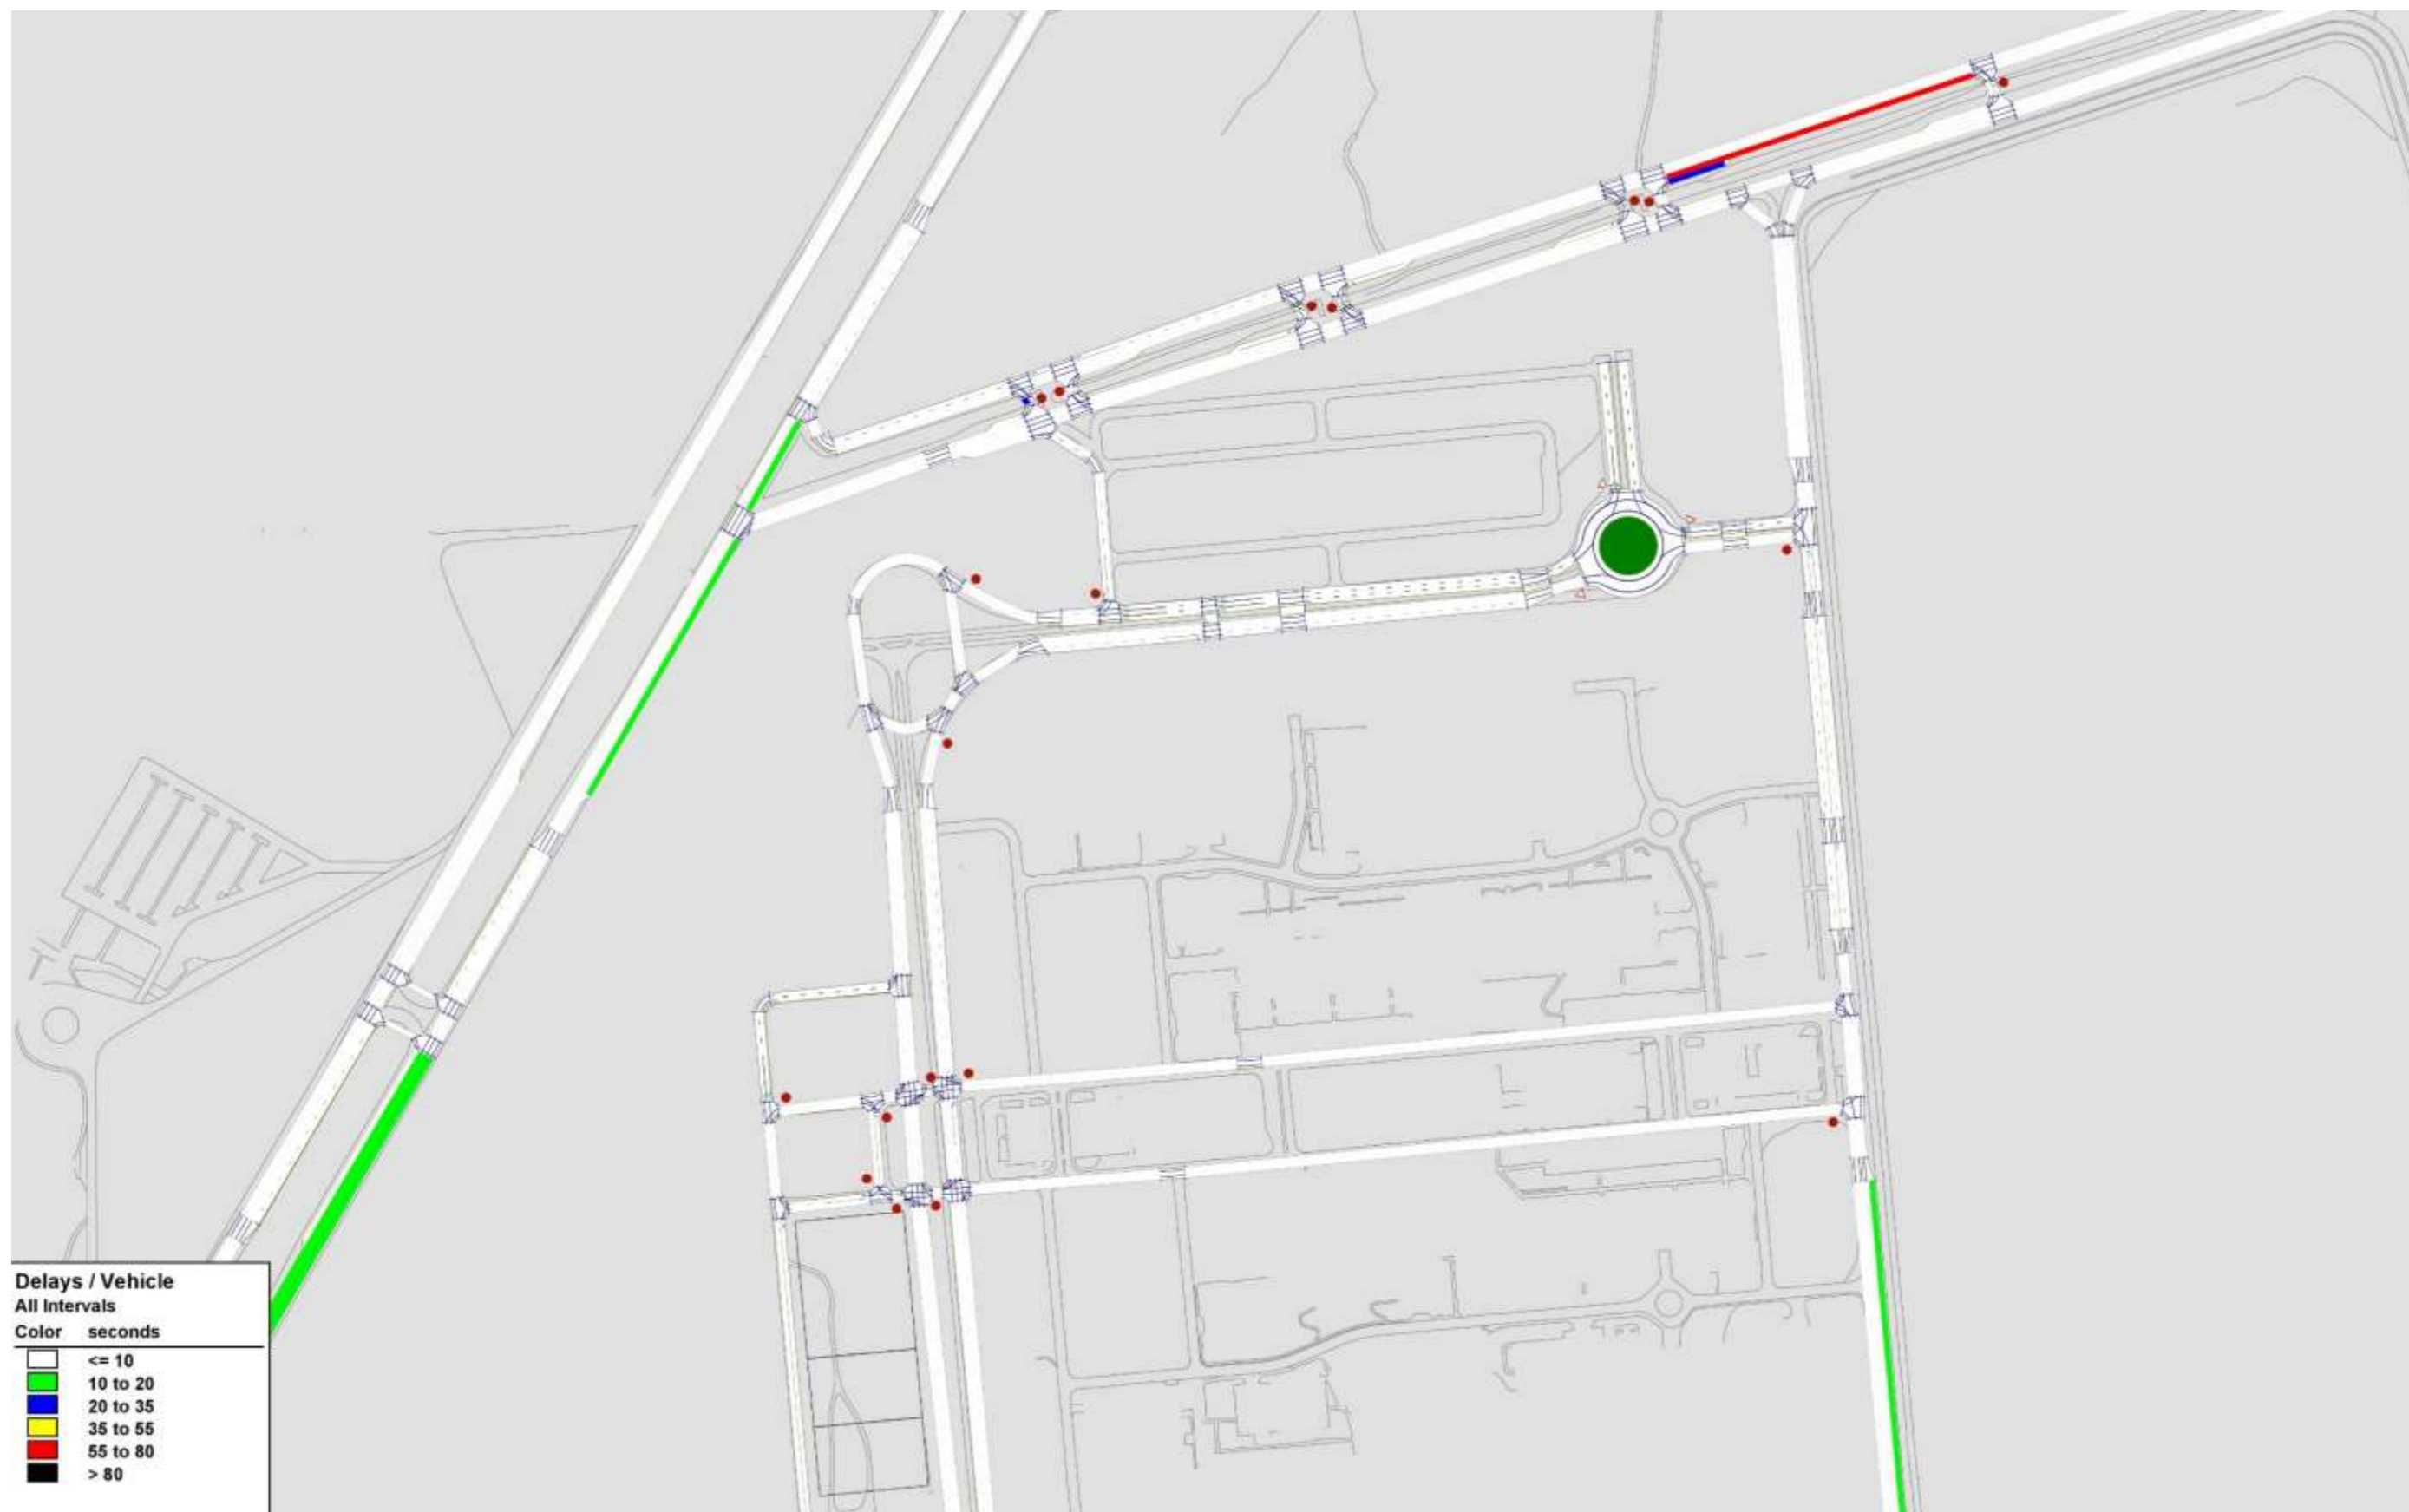 Delays / Vehicle
All Intervals
Color seconds
<= 10
10 to 20
20 to 35
35 to 55
55 to 80
> 80